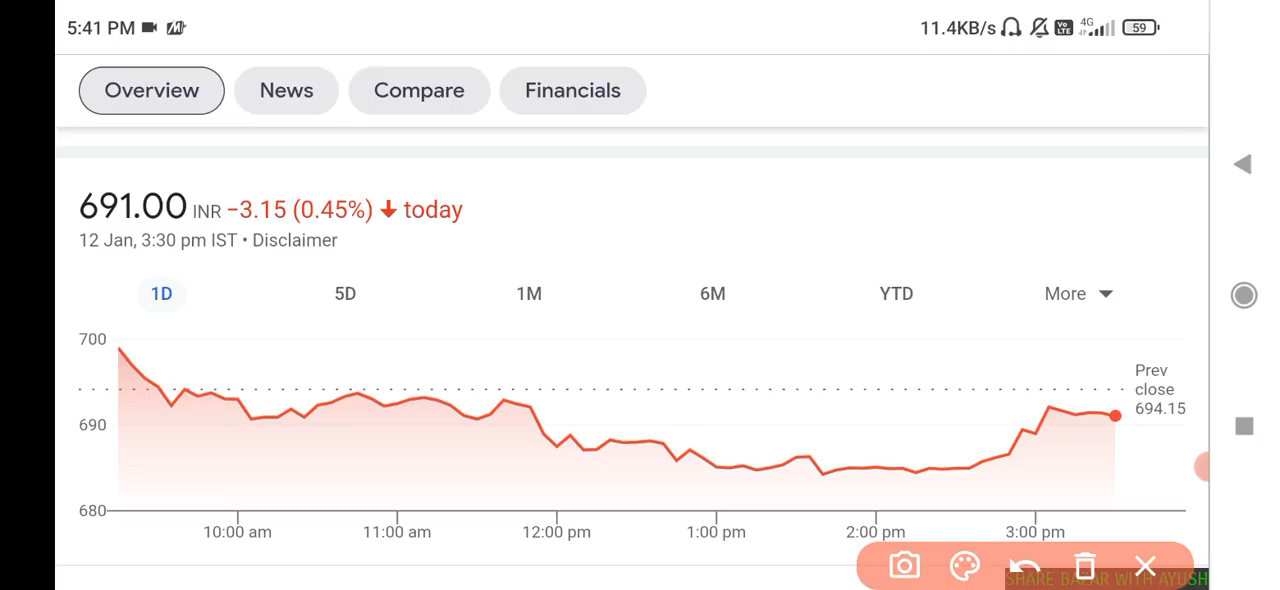 5:41 PM
11.4KB/s Vo LTE 4G 59
Overview News Compare Financials
691.00 INR −3.15 (0.45%) today
12 Jan, 3:30 pm IST • Disclaimer
1D 5D 1M 6M YTD More
700
690
680
Prev
close
694.15
10:00 am 11:00 am 12:00 pm 1:00 pm 2:00 pm 3:00 pm
SHARE BAZAR WITH AYUSH